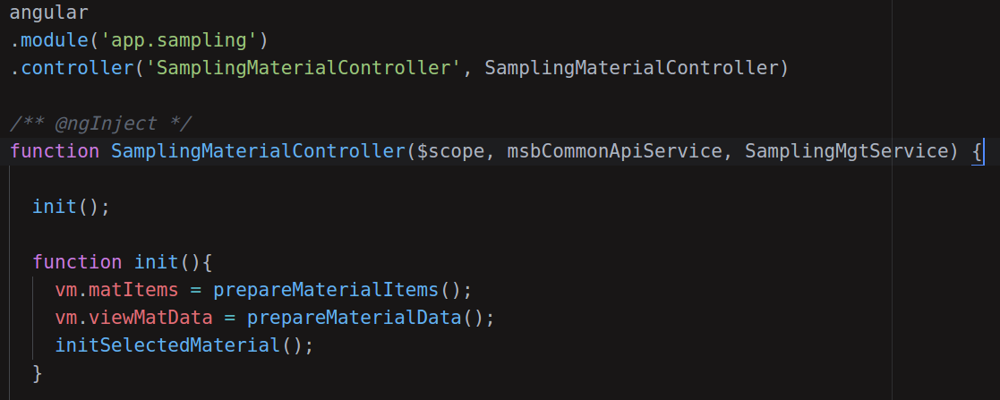 angular
.module('app.sampling')
.controller('SamplingMaterialController', SamplingMaterialController)
/** @ngInject */
function SamplingMaterialController($scope, msbCommonApiService, SamplingMgtService) {
init();
function init(){
vm.matItems = prepareMaterialItems();
vm.viewMatData = prepareMaterialData();
initSelectedMaterial();
}